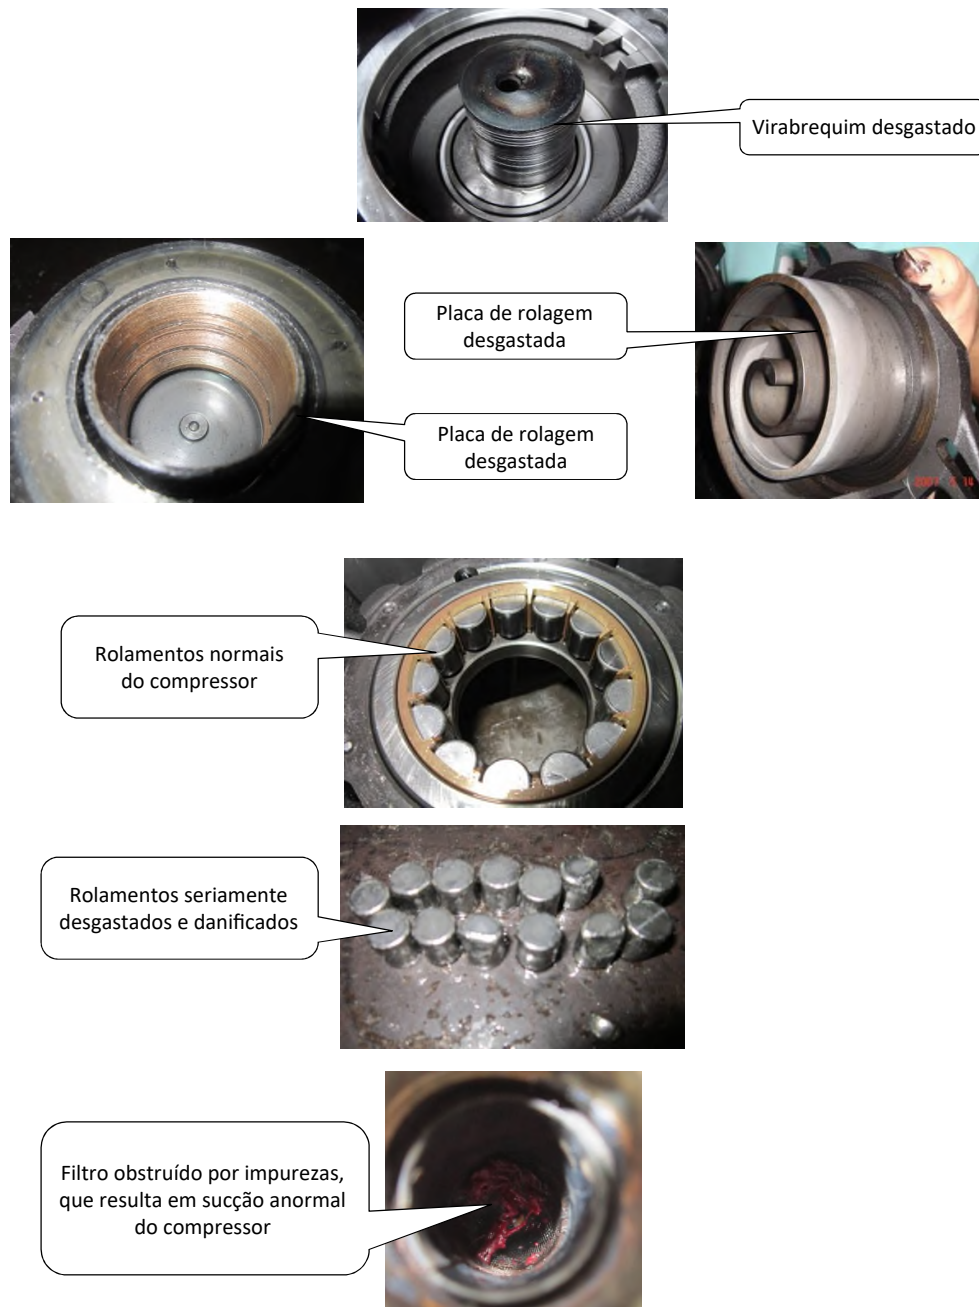 Virabrequim desgastado
Placa de rolagem
desgastada
Placa de rolagem
desgastada
Rolamentos normais
do compressor
Rolamentos seriamente
desgastados e danificados
Filtro obstruído por impurezas,
que resulta em sucção anormal
do compressor